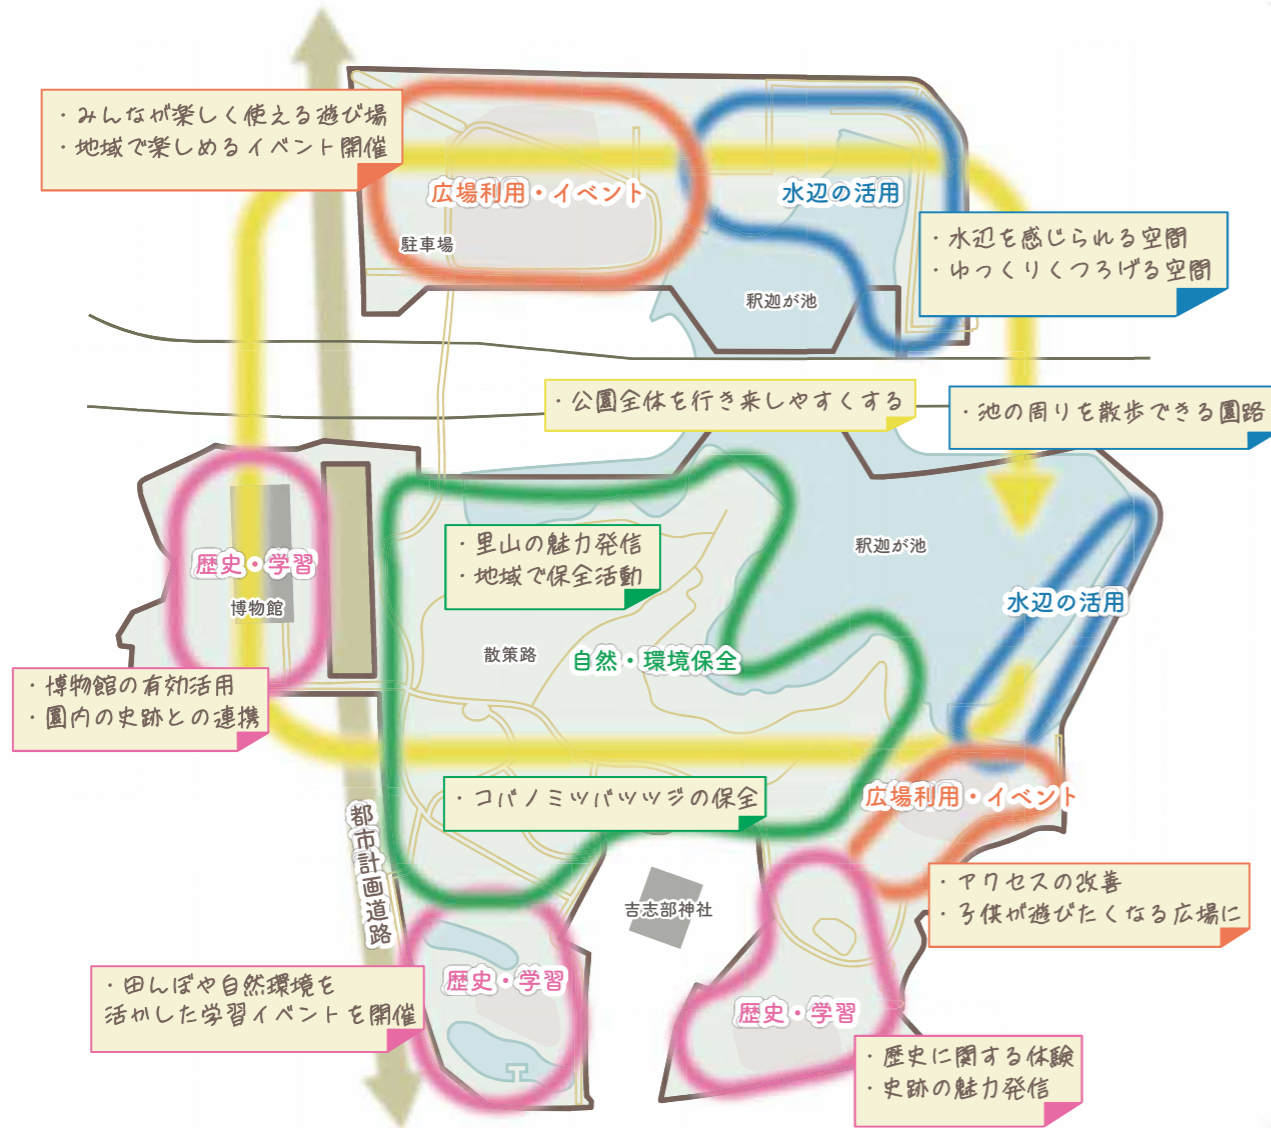 ・みんなが楽しく使える遊び場
・地域で楽しめるイベント開催
広場利用・イベント
駐車場
水辺の活用
・水辺を感じられる空間
・ゆっくりくつろげる空間
釈迦が池
・公園全体を行き来しやすくする
・池の周りを散歩できる園路
歴史・学習
博物館
・里山の魅力発信
・地域で保全活動
釈迦が池
水辺の活用
散策路
自然・環境保全
・博物館の有効活用
・園内の史跡との連携
・コバノミツバツツジの保全
広場利用・イベント
都市計画道路
・アクセスの改善
・子供が遊びたくなる広場に
吉志部神社
・田んぼや自然環境を
活かした学習イベントを開催
歴史・学習
歴史・学習
・歴史に関する体験
・史跡の魅力発信